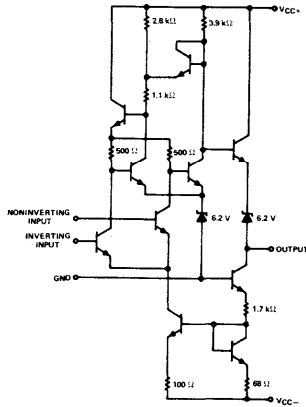 VCC+
2.8 kΩ
3.9 kΩ
1.1 kΩ
500 Ω
500 Ω
6.2 V
6.2 V
NONINVERTING
INPUT
INVERTING
INPUT
OUTPUT
GND
1.7 kΩ
100 Ω
68 Ω
VCC−